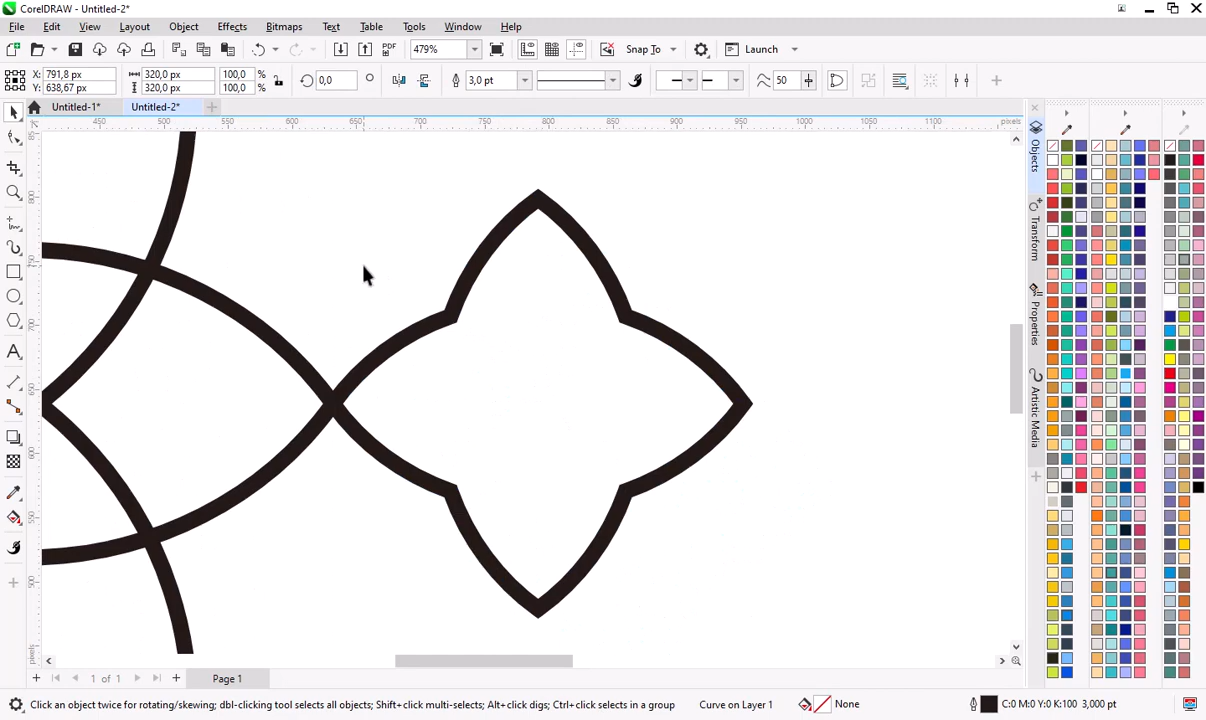 CorelDRAW - Untitled-2*
File Edit View Layout Object Effects Bitmaps Text Table Tools Window Help
PDF 479% Snap To Launch
X: 791,8 px 320,0 px 100,0 % 0,0 3,0 pt 50
Y: 638,67 px 320,0 px 100,0 %
Untitled-1* Untitled-2*
450 500 550 600 650 700 750 800 850 900 950 1000 1050 1100 pixels
Objects
Transform
Properties
Artistic Media
1 of 1 Page 1
Click an object twice for rotating/skewing; dbl-clicking tool selects all objects; Shift+click multi-selects; Alt+click digs; Ctrl+click selects in a group Curve on Layer 1 None C:0 M:0 Y:0 K:100 3,000 pt